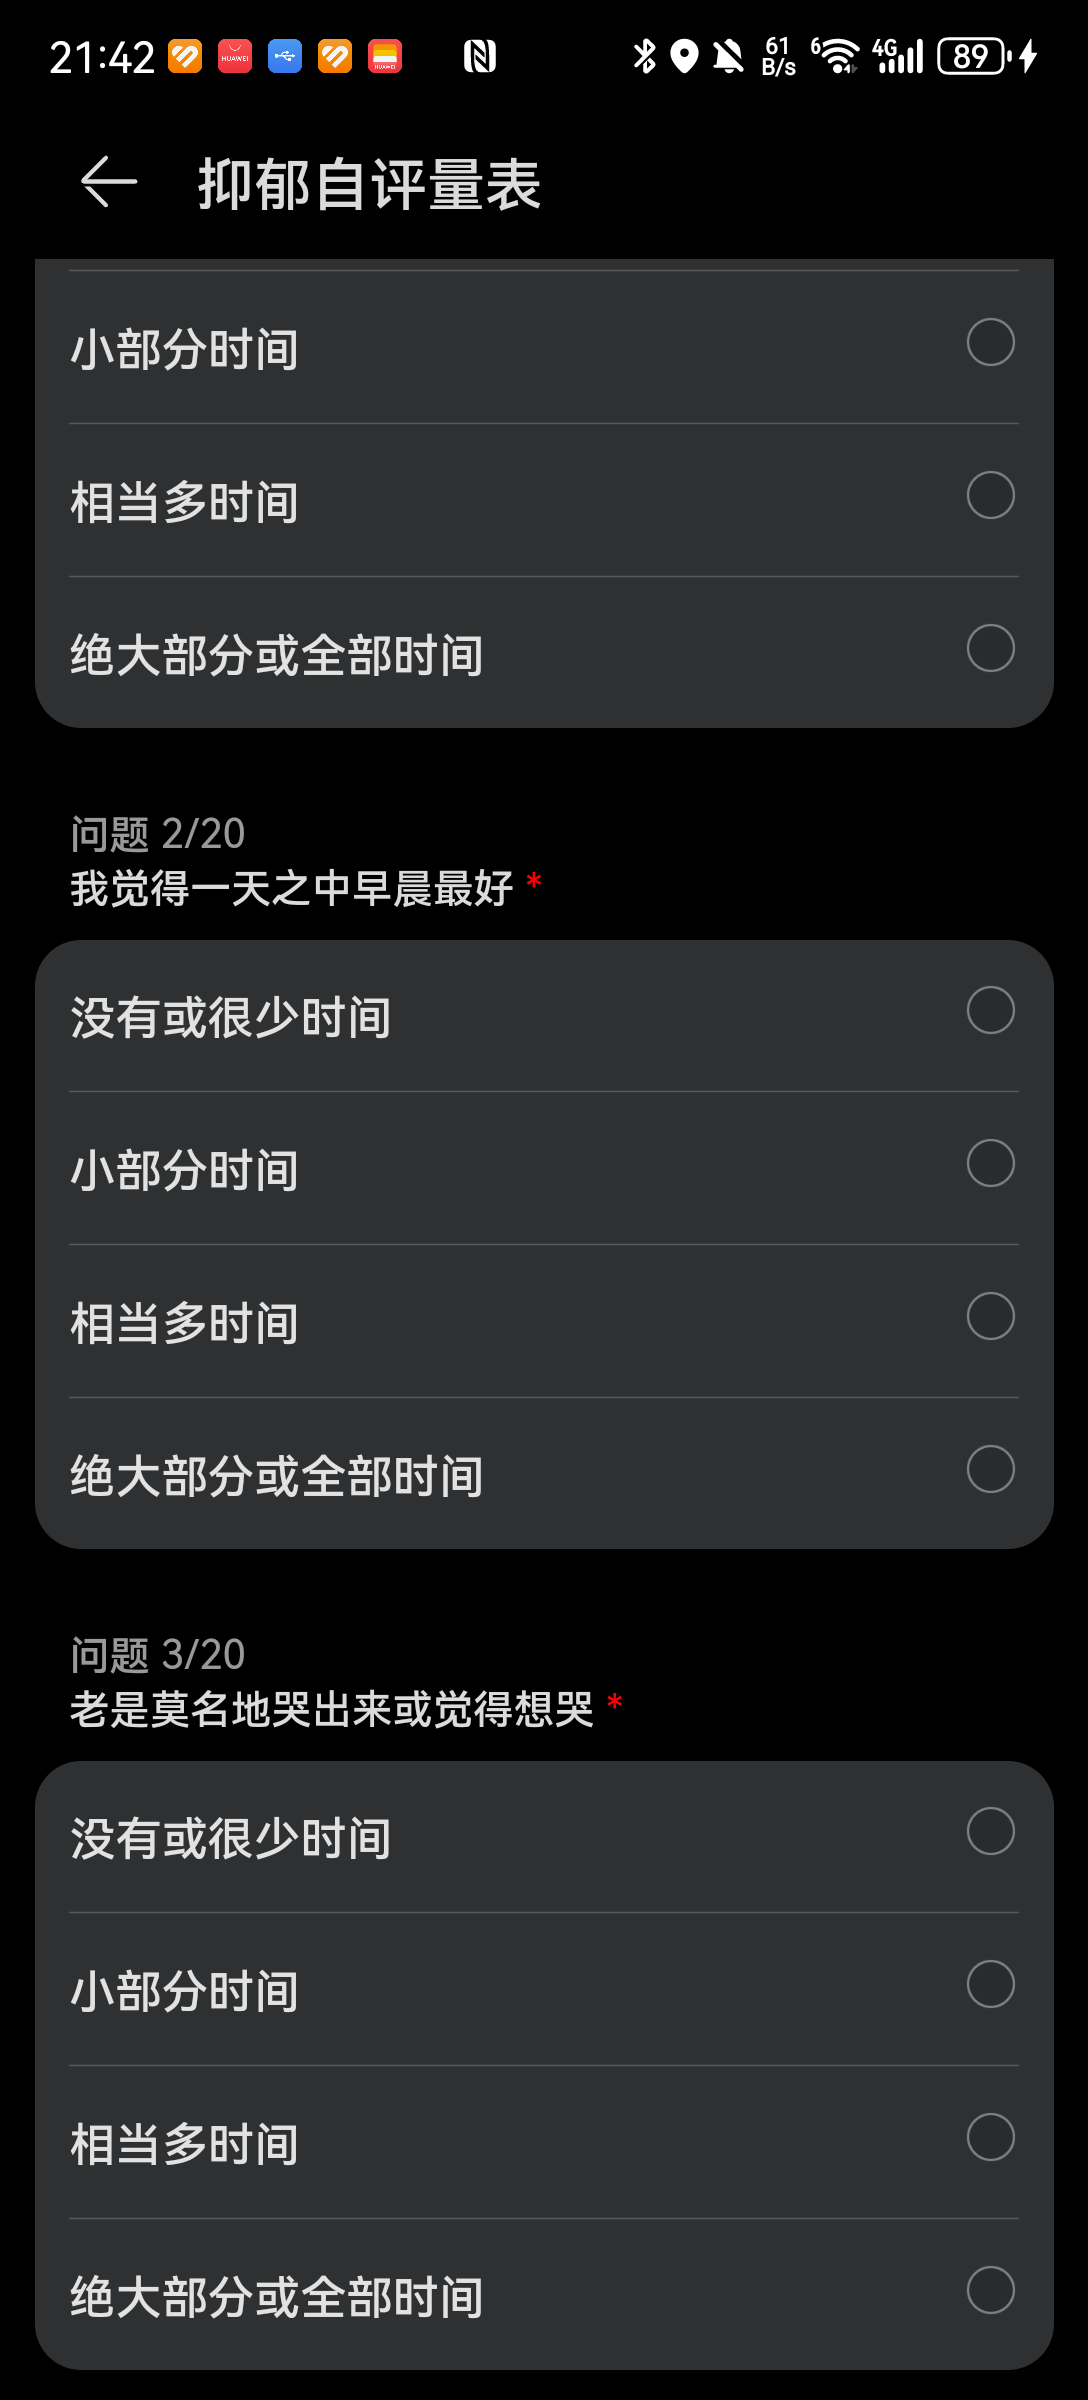 21:42 HUAWEI HUAWEI 61 B/s 6 4G 89
抑郁自评量表
小部分时间
相当多时间
绝大部分或全部时间
问题 2/20
我觉得一天之中早晨最好 *
没有或很少时间
小部分时间
相当多时间
绝大部分或全部时间
问题 3/20
老是莫名地哭出来或觉得想哭 *
没有或很少时间
小部分时间
相当多时间
绝大部分或全部时间